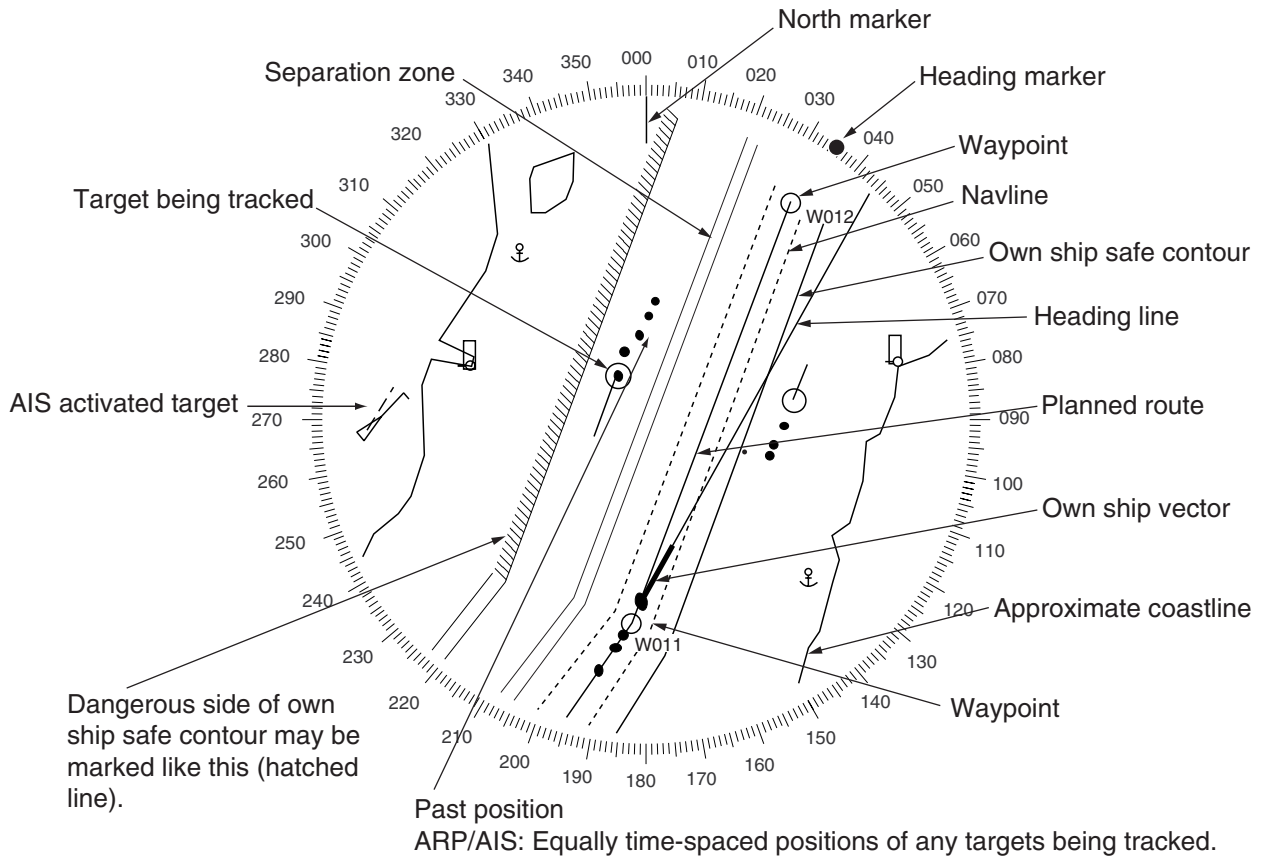 North marker
Separation zone
Heading marker
Waypoint
Target being tracked
Navline
Own ship safe contour
Heading line
AIS activated target
Planned route
Own ship vector
Approximate coastline
Waypoint
Dangerous side of own
ship safe contour may be
marked like this (hatched
line).
Past position
ARP/AIS: Equally time-spaced positions of any targets being tracked.
000
010
020
030
040
050
060
070
080
090
100
110
120
130
140
150
160
170
180
190
200
210
220
230
240
250
260
270
280
290
300
310
320
330
340
350
W012
W011